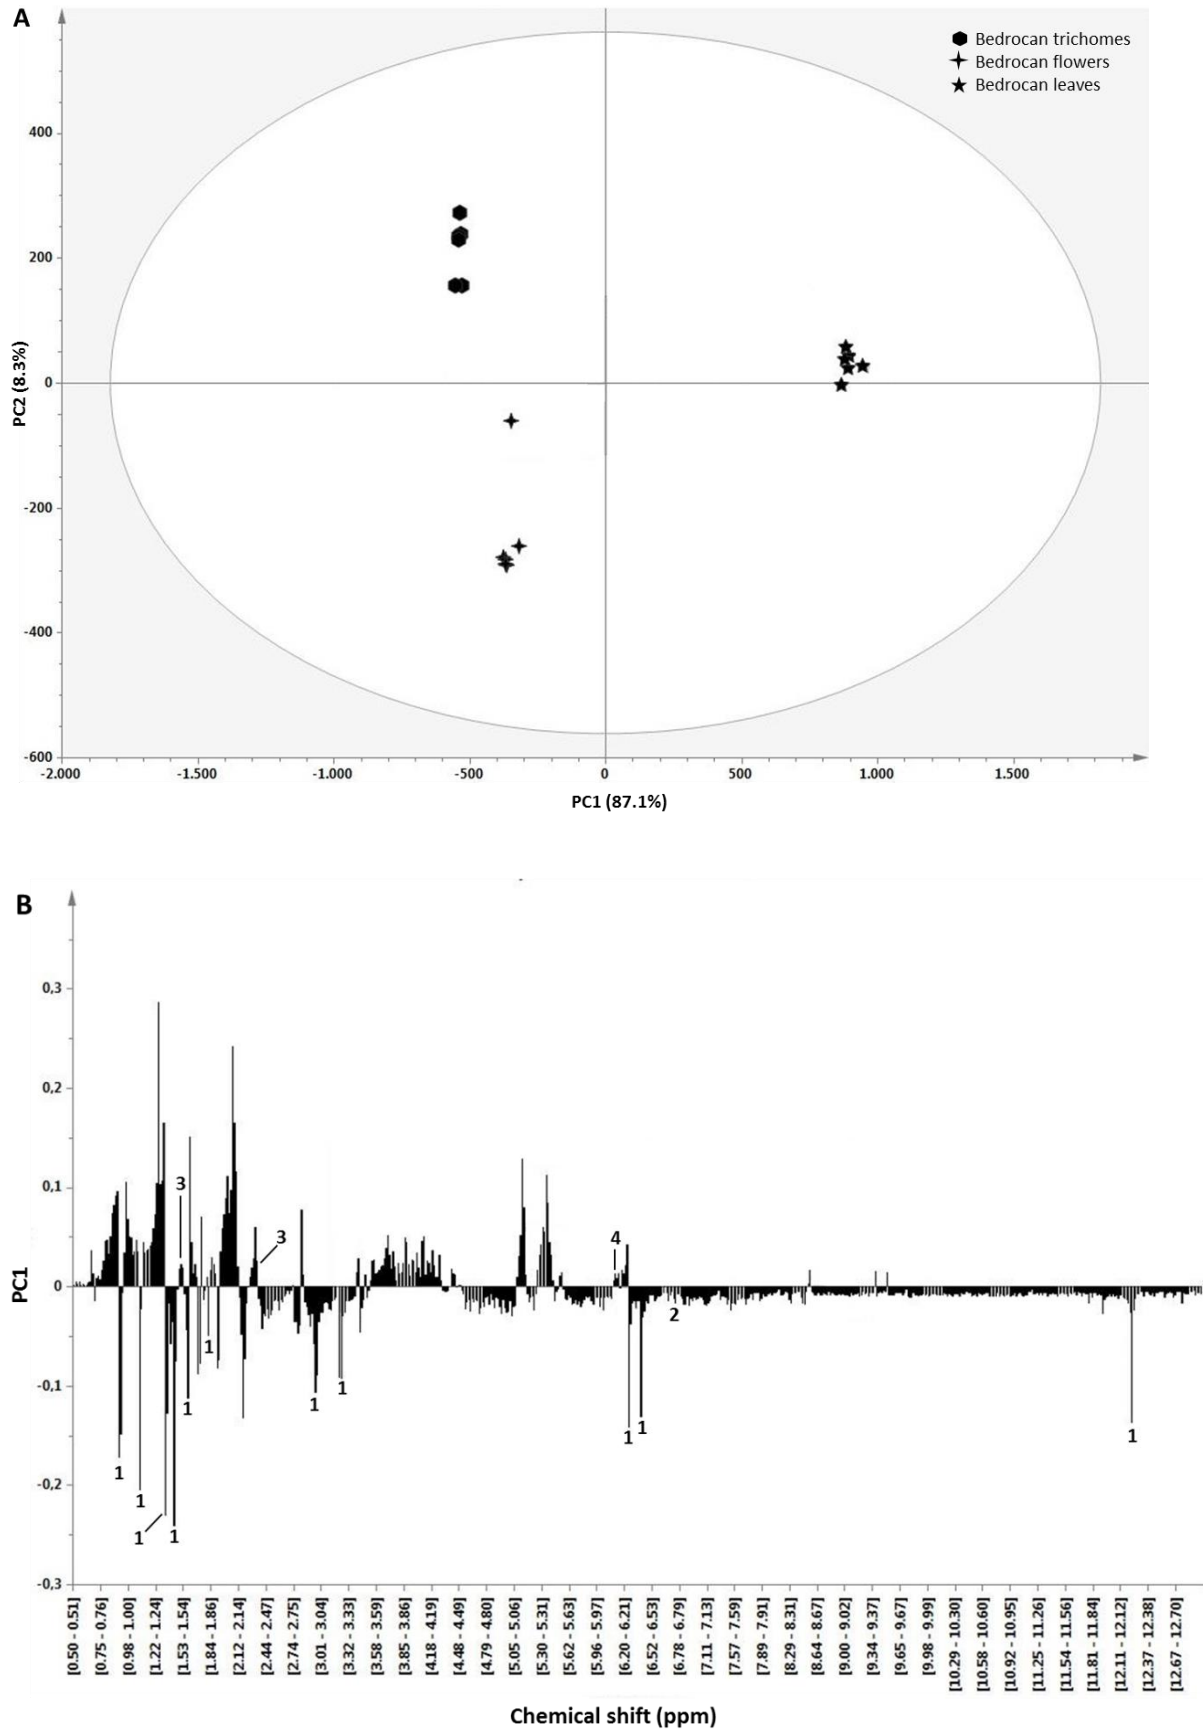 A
Bedrocan trichomes
Bedrocan flowers
Bedrocan leaves
400
200
0
-200
-400
-600
PC2 (8.3%)
-2.000 -1.500 -1.000 -500 0 500 1.000 1.500
PC1 (87.1%)
B
0,3
0,2
0,1
0
-0,1
-0,2
-0,3
PC1
3
3
4
2
1
1
1
1
1
1
1
1
1
1
1
[0.550 - 0.51]
[0.775 - 0.76]
[0.998 - 1.00]
[1.222 - 1.24]
[1.553 - 1.54]
[1.844 - 1.86]
[2.112 - 2.14]
[2.444 - 2.47]
[2.774 - 2.75]
[3.01 - 3.04]
[3.32 - 3.33]
[3.58 - 3.59]
[3.85 - 3.86]
[4.18 - 4.19]
[4.48 - 4.49]
[4.79 - 4.80]
[5.05 - 5.06]
[5.30 - 5.31]
[5.62 - 5.63]
[5.96 - 5.97]
[6.20 - 6.21]
[6.52 - 6.53]
[6.78 - 6.79]
[7.11 - 7.13]
[7.57 - 7.59]
[7.89 - 7.91]
[8.29 - 8.31]
[8.64 - 8.67]
[9.00 - 9.02]
[9.34 - 9.37]
[9.65 - 9.67]
[9.98 - 9.99]
[10.29 - 10.30]
[10.58 - 10.60]
[10.92 - 10.95]
[11.25 - 11.26]
[11.54 - 11.56]
[11.81 - 11.84]
[12.11 - 12.12]
[12.37 - 12.38]
[12.67 - 12.70]
Chemical shift (ppm)